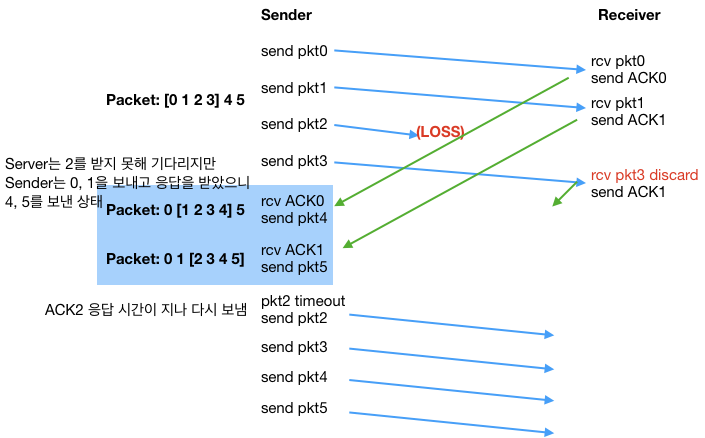 Sender
Receiver
send pkt0
rcv pkt0
send ACK0
send pkt1
Packet: [0 1 2 3] 4 5
rcv pkt1
send ACK1
send pkt2
(LOSS)
send pkt3
Server는 2를 받지 못해 기다리지만
Sender는 0, 1을 보내고 응답을 받았으니
4, 5를 보낸 상태
rcv pkt3 discard
send ACK1
Packet: 0 [1 2 3 4] 5
rcv ACK0
send pkt4
Packet: 0 1 [2 3 4 5]
rcv ACK1
send pkt5
ACK2 응답 시간이 지나 다시 보냄
pkt2 timeout
send pkt2
send pkt3
send pkt4
send pkt5